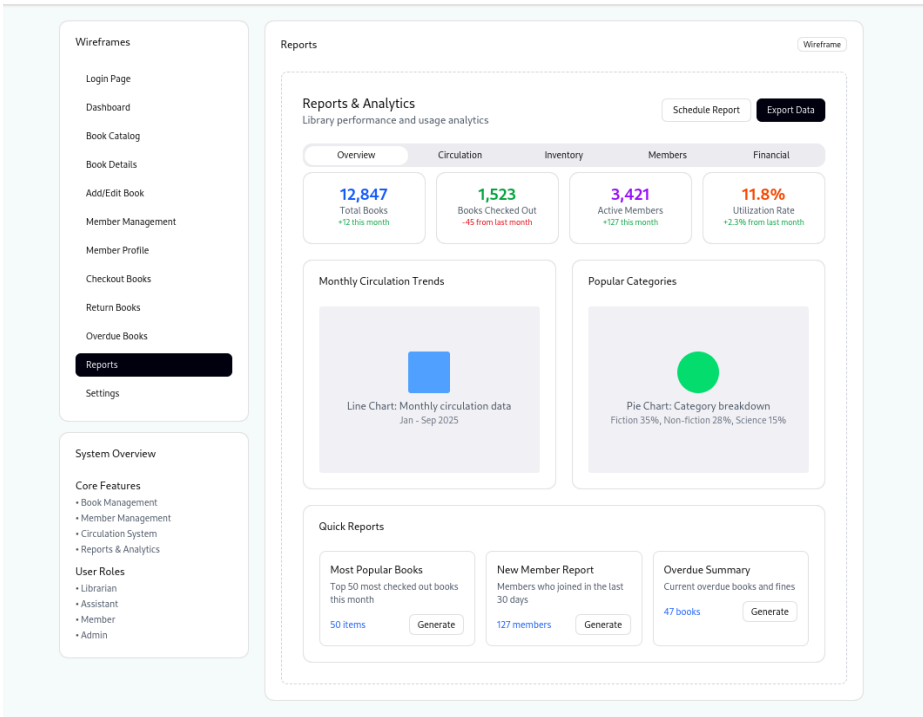 Wireframes
Login Page
Dashboard
Book Catalog
Book Details
Add/Edit Book
Member Management
Member Profile
Checkout Books
Return Books
Overdue Books
Reports
Settings
System Overview
Core Features
• Book Management
• Member Management
• Circulation System
• Reports & Analytics
User Roles
• Librarian
• Assistant
• Member
• Admin
Reports
Wireframe
Reports & Analytics
Library performance and usage analytics
Schedule Report
Export Data
Overview
Circulation
Inventory
Members
Financial
12,847
Total Books
+12 this month
1,523
Books Checked Out
-45 from last month
3,421
Active Members
+127 this month
11.8%
Utilization Rate
+2.3% from last month
Monthly Circulation Trends
Line Chart: Monthly circulation data
Jan - Sep 2025
Popular Categories
Pie Chart: Category breakdown
Fiction 35%, Non-fiction 28%, Science 15%
Quick Reports
Most Popular Books
Top 50 most checked out books
this month
50 items
Generate
New Member Report
Members who joined in the last
30 days
127 members
Generate
Overdue Summary
Current overdue books and fines
47 books
Generate